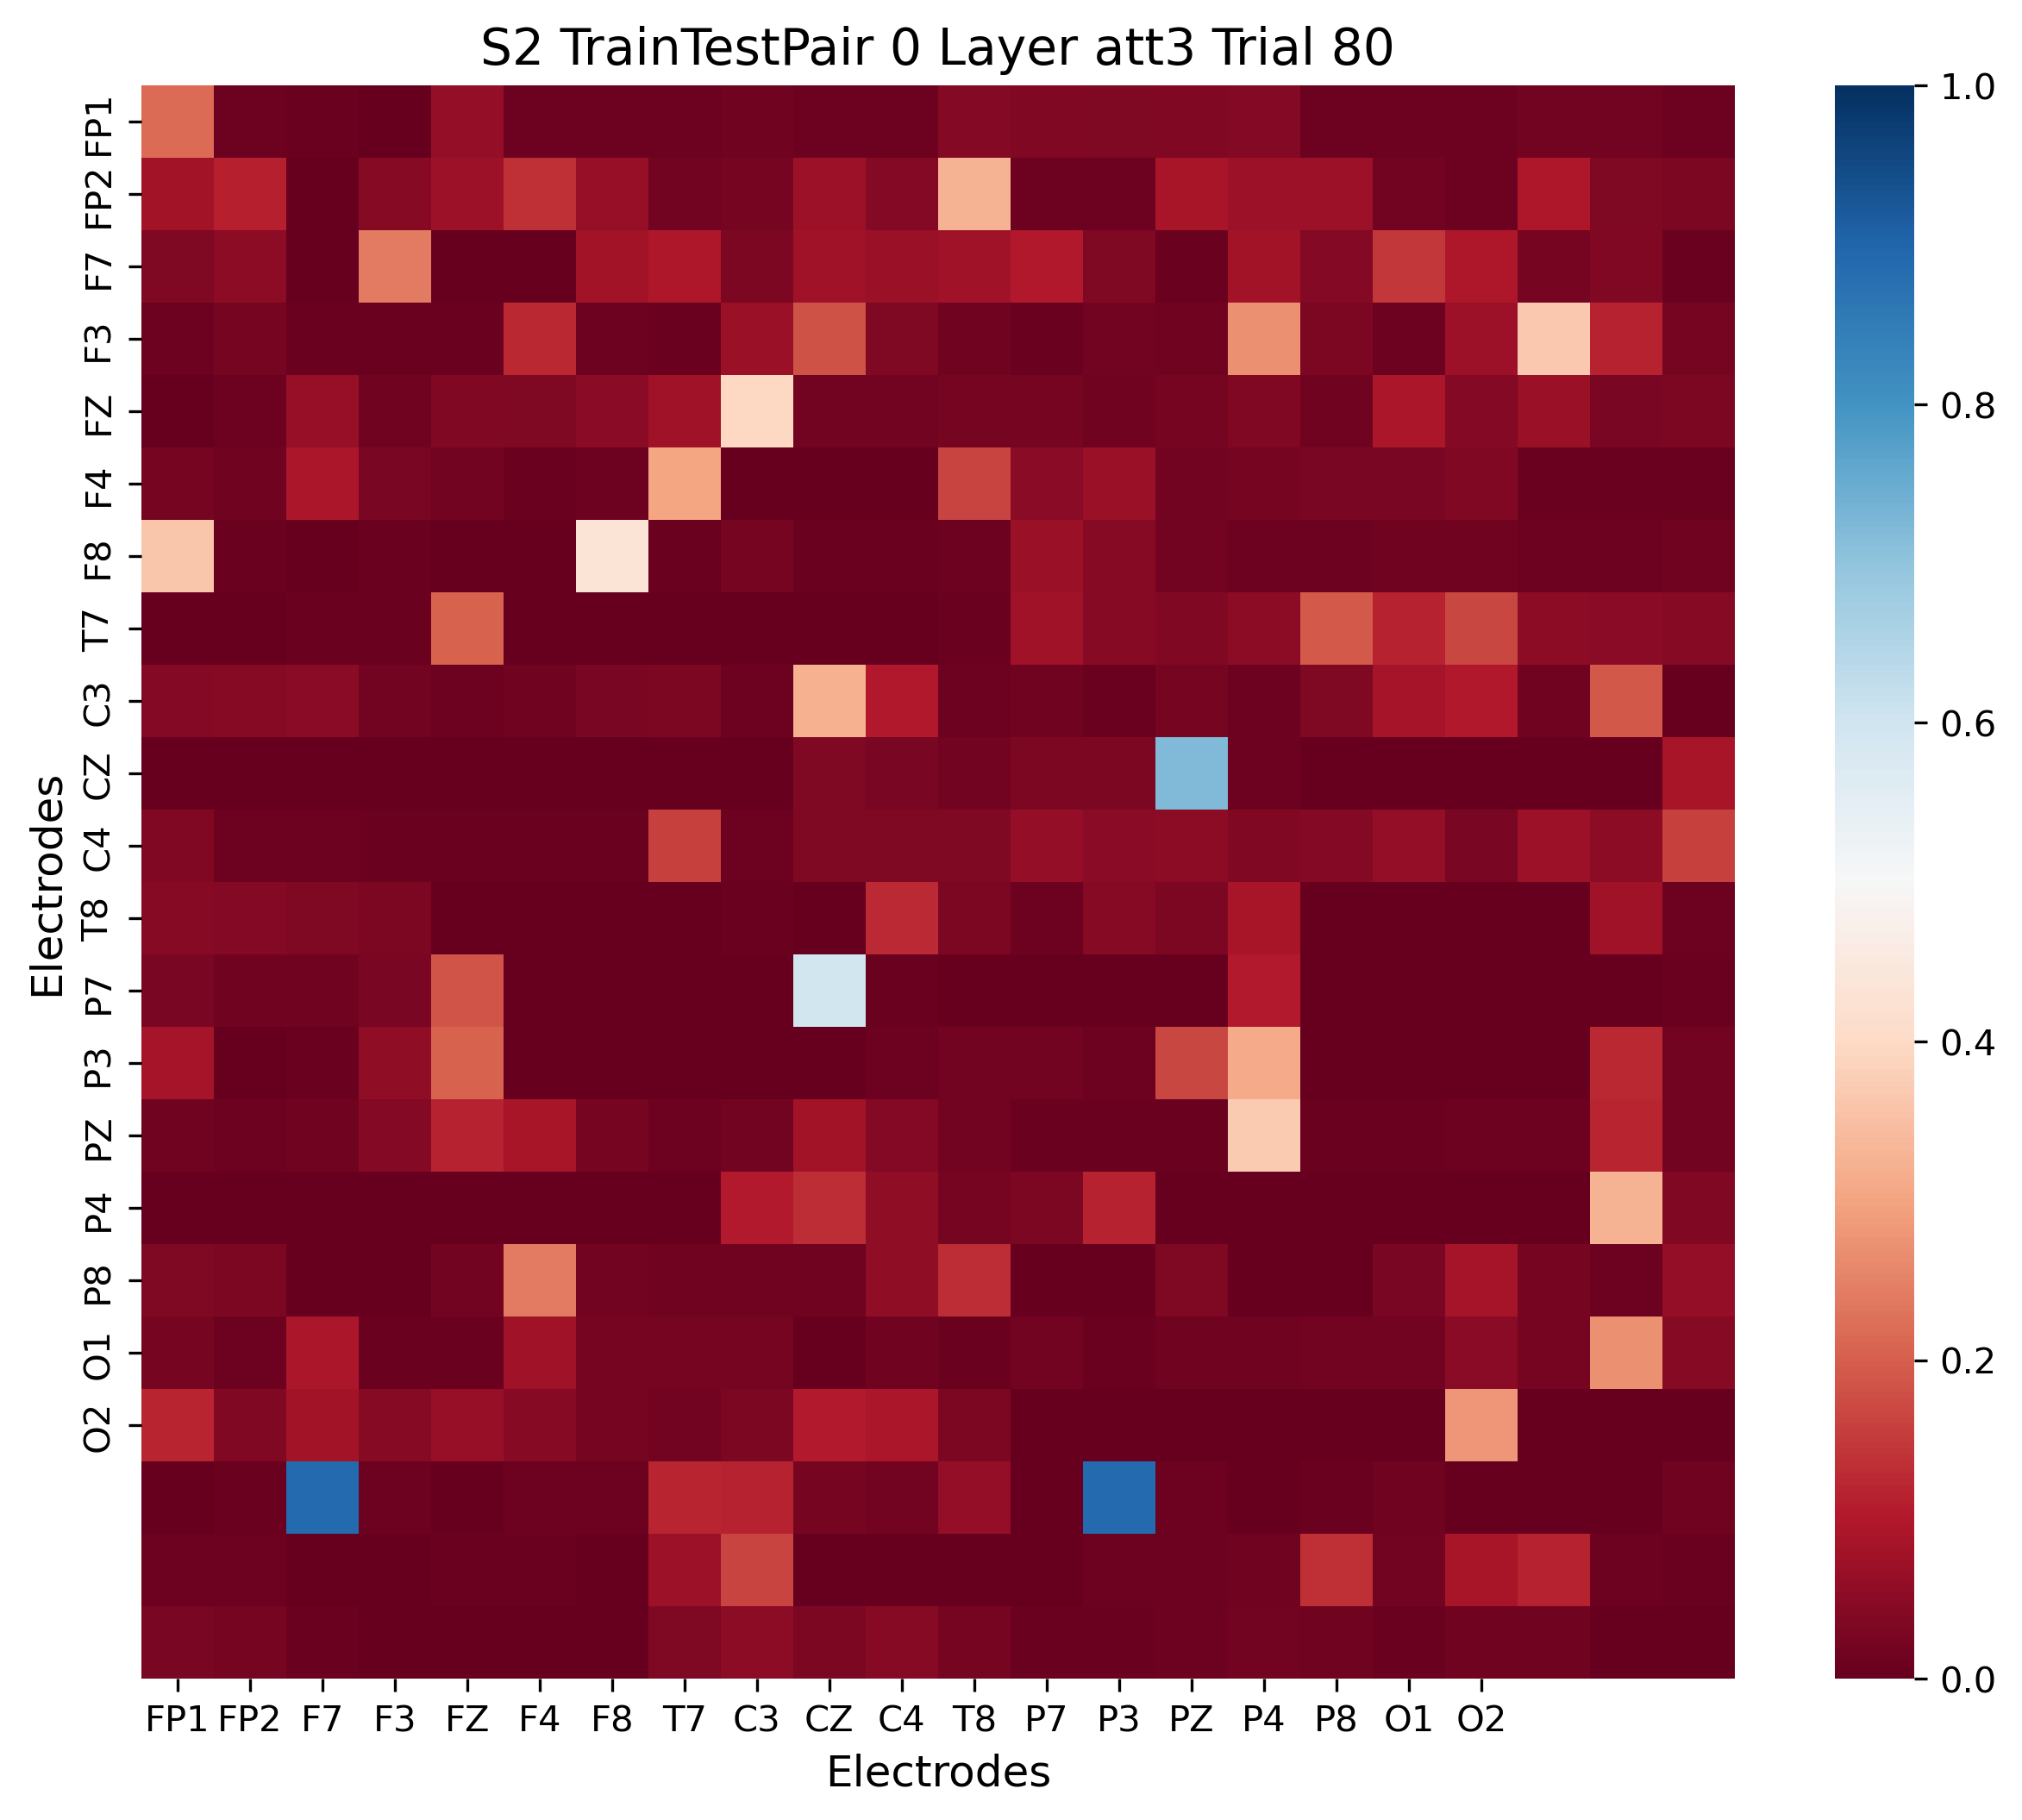 S2 TrainTestPair 0 Layer att3 Trial 80
Electrodes
FP1
FP2
F7
F3
FZ
F4
F8
T7
C3
CZ
C4
T8
P7
P3
PZ
P4
P8
O1
O2
FP1 FP2 F7 F3 FZ F4 F8 T7 C3 CZ C4 T8 P7 P3 PZ P4 P8 O1 O2
Electrodes
1.0
0.8
0.6
0.4
0.2
0.0